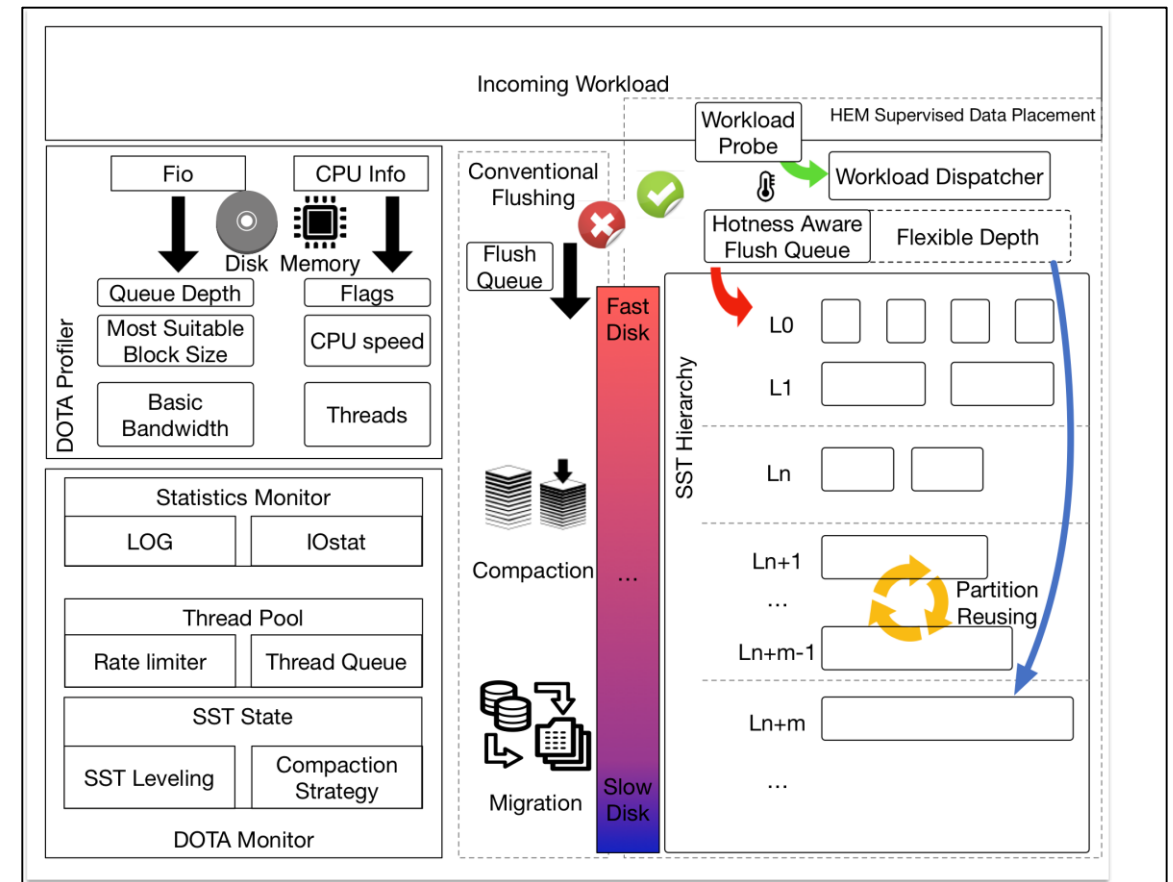 Incoming Workload
HEM Supervised Data Placement
Workload
Probe
Workload Dispatcher
Hotness Aware
Flush Queue
Flexible Depth
Fio
CPU Info
Disk
Memory
Queue Depth
Flags
Most Suitable
Block Size
CPU speed
Basic
Bandwidth
Threads
DOTA Profiler
Statistics Monitor
LOG
IOstat
Thread Pool
Rate limiter
Thread Queue
SST State
SST Leveling
Compaction
Strategy
DOTA Monitor
Conventional
Flushing
Flush
Queue
Compaction
Migration
Fast
Disk
...
Slow
Disk
SST Hierarchy
L0
L1
Ln
Ln+1
...
Partition
Reusing
Ln+m-1
Ln+m
...